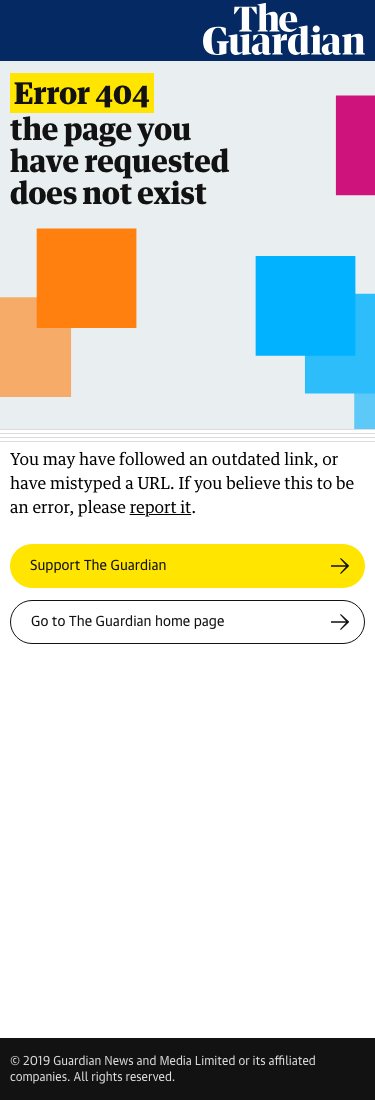 The
Guardian
Error 404
the page you
have requested
does not exist
You may have followed an outdated link, or
have mistyped a URL. If you believe this to be
an error, please report it.
Support The Guardian
Go to The Guardian home page
© 2019 Guardian News and Media Limited or its affiliated
companies. All rights reserved.